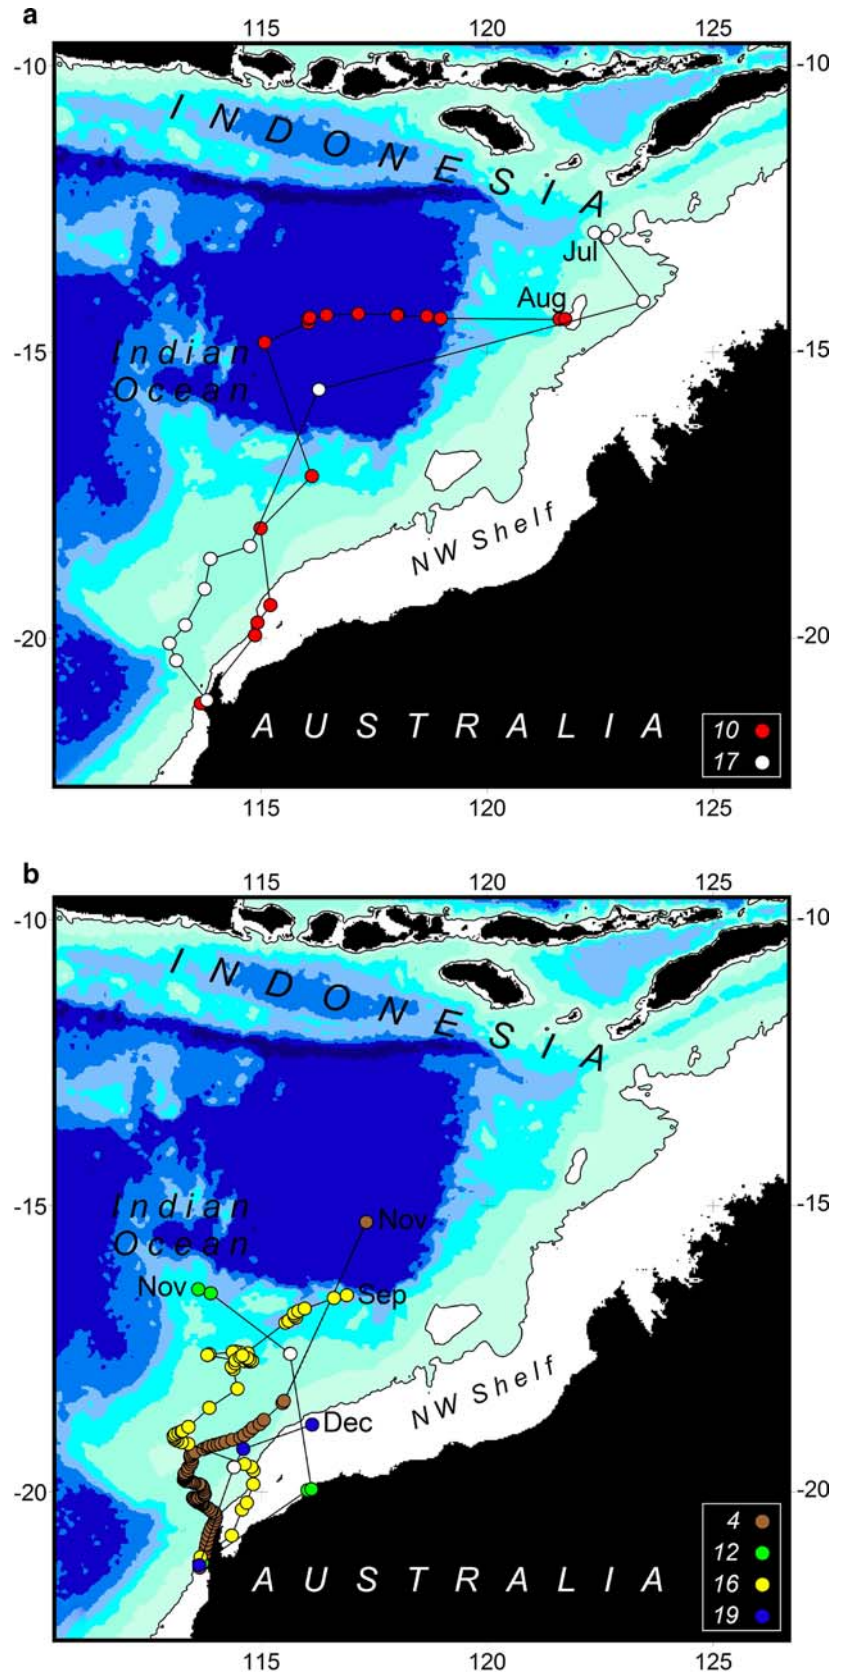 a
115 120 125
-10 -10
INDONESIA
Jul
Aug
-15 -15
Indian
Ocean
NW Shelf
-20 -20
AUSTRALIA
10
17
115 120 125
b
115 120 125
-10 -10
INDONESIA
-15 -15
Indian
Nov
Ocean
Nov
Sep
NW Shelf
Dec
-20 -20
4
12
AUSTRALIA
16
19
115 120 125